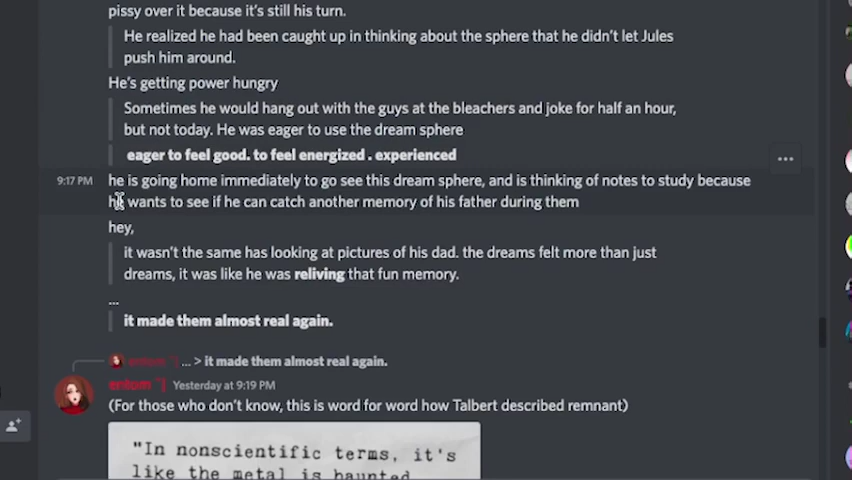 pissy over it because it's still his turn.
He realized he had been caught up in thinking about the sphere that he didn't let Jules
push him around.
He's getting power hungry
Sometimes he would hang out with the guys at the bleachers and joke for half an hour,
but not today. He was eager to use the dream sphere
eager to feel good. to feel energized . experienced
9:17 PM he is going home immediately to go see this dream sphere, and is thinking of notes to study because
he wants to see if he can catch another memory of his father during them
hey,
it wasn't the same has looking at pictures of his dad. the dreams felt more than just
dreams, it was like he was reliving that fun memory.
...
it made them almost real again.
... > it made them almost real again.
Yesterday at 9:19 PM
(For those who don't know, this is word for word how Talbert described remnant)
"In nonscientific terms, it's
like the metal is haunted